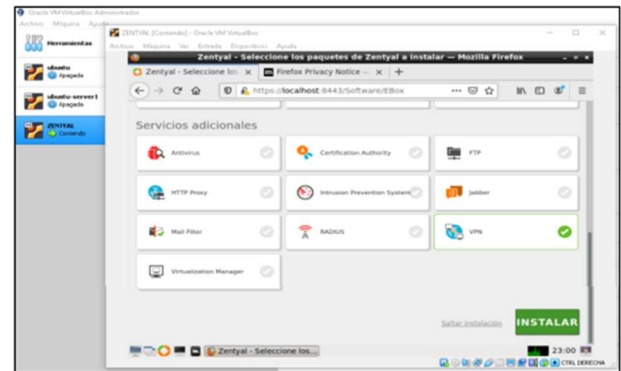 Oracle VM VirtualBox Administrador
Archivo Máquina Ayuda
Herramientas
ubuntu
Apagada
ubuntu-server1
Apagada
ZENTYAL
Corriendo
ZENTYAL [Corriendo] - Oracle VM VirtualBox
Archivo Máquina Ver Entrada Dispositivos Ayuda
Zentyal - Seleccione los paquetes de Zentyal a instalar — Mozilla Firefox
Zentyal - Seleccione los
Firefox Privacy Notice —
https://localhost:8443/Software/EBox
Servicios adicionales
Antivirus
Certification Authority
FTP
HTTP Proxy
Intrusion Prevention System
Jabber
Mail Filter
RADIUS
VPN
Virtualization Manager
Saltar instalación
INSTALAR
Zentyal - Seleccione los...
23:00
CTRL DERECHA